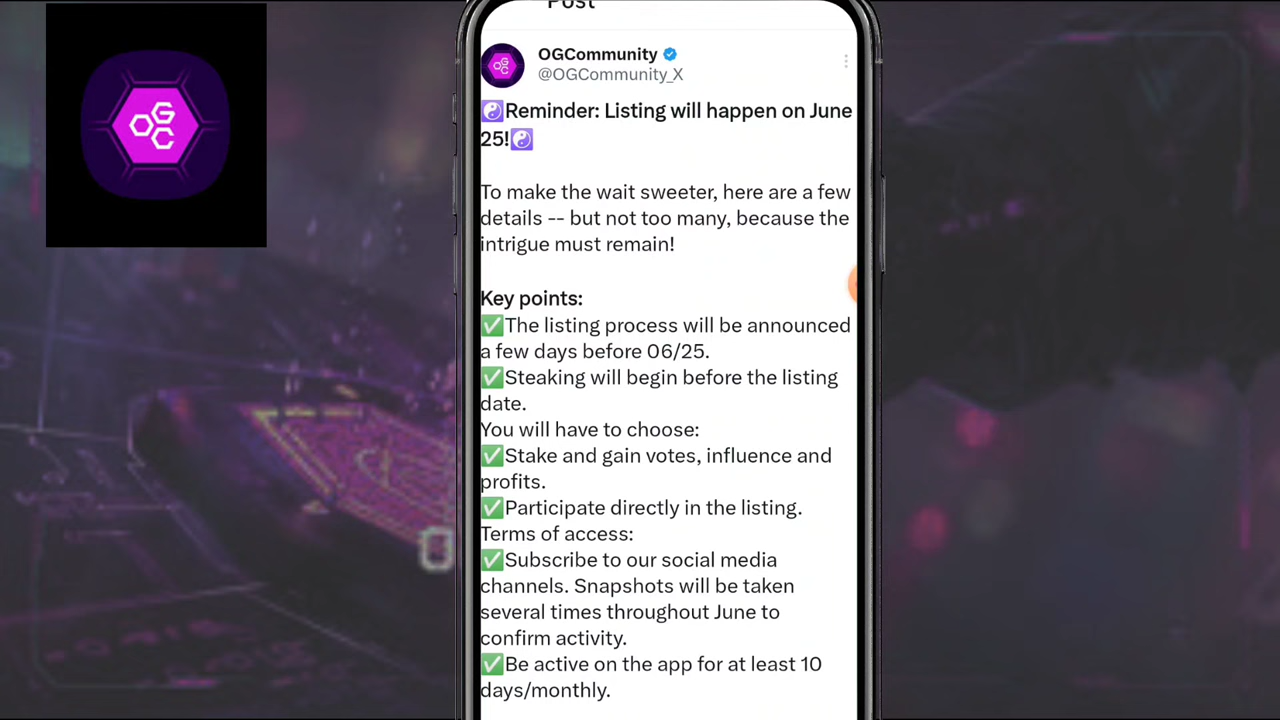 Post
OGC
OGCommunity
@OGCommunity_X
☯️Reminder: Listing will happen on June
25!☯️
To make the wait sweeter, here are a few
details -- but not too many, because the
intrigue must remain!
Key points:
✅The listing process will be announced
a few days before 06/25.
✅Steaking will begin before the listing
date.
You will have to choose:
✅Stake and gain votes, influence and
profits.
✅Participate directly in the listing.
Terms of access:
✅Subscribe to our social media
channels. Snapshots will be taken
several times throughout June to
confirm activity.
✅Be active on the app for at least 10
days/monthly.